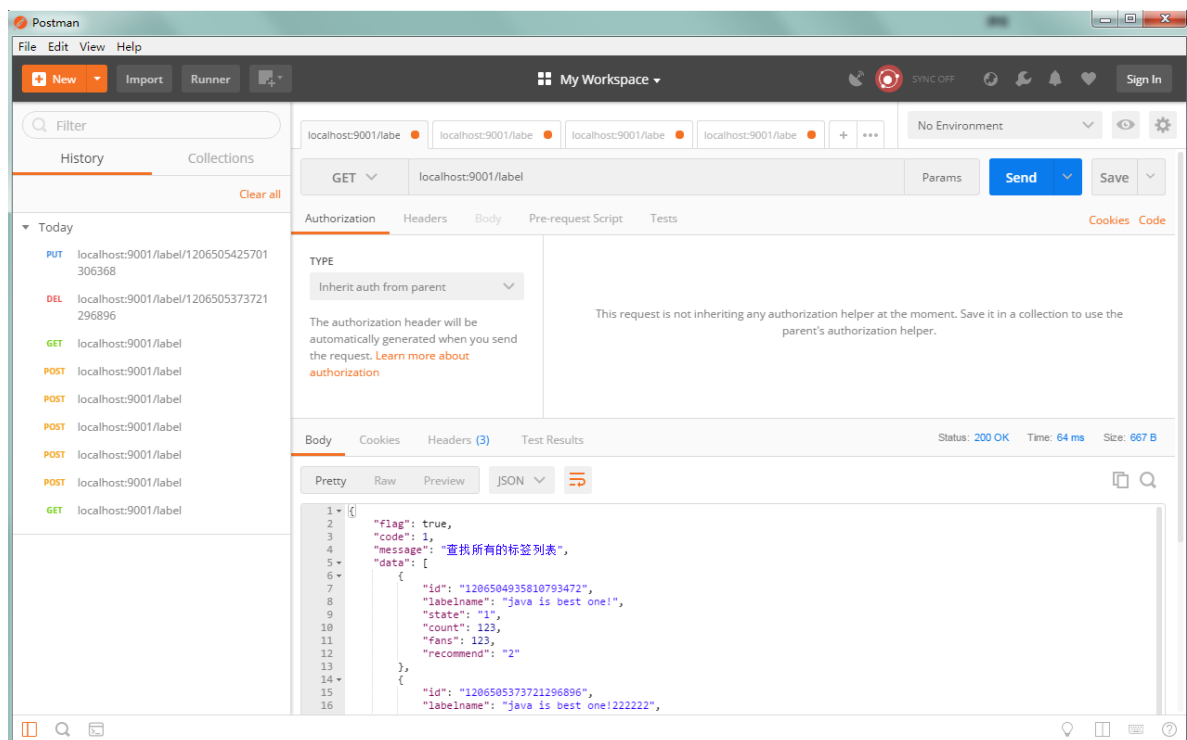 Postman
File Edit View Help
New Import Runner My Workspace SYNC OFF Sign In
Filter
History Collections
Clear all
Today
PUT localhost:9001/label/1206505425701
306368
DEL localhost:9001/label/1206505373721
296896
GET localhost:9001/label
POST localhost:9001/label
POST localhost:9001/label
POST localhost:9001/label
POST localhost:9001/label
POST localhost:9001/label
GET localhost:9001/label
localhost:9001/labe localhost:9001/labe localhost:9001/labe localhost:9001/labe + ••• No Environment
GET localhost:9001/label Params Send Save
Authorization Headers Body Pre-request Script Tests Cookies Code
TYPE
Inherit auth from parent
The authorization header will be
automatically generated when you send
the request. Learn more about
authorization
This request is not inheriting any authorization helper at the moment. Save it in a collection to use the
parent's authorization helper.
Body Cookies Headers (3) Test Results Status: 200 OK Time: 64 ms Size: 667 B
Pretty Raw Preview JSON
1 {
2 "flag": true,
3 "code": 1,
4 "message": "查找所有的标签列表",
5 "data": [
6 {
7 "id": "1206504935810793472",
8 "labelname": "java is best one!",
9 "state": "1",
10 "count": 123,
11 "fans": 123,
12 "recommend": "2"
13 },
14 {
15 "id": "1206505373721296896",
16 "labelname": "java is best one!222222",